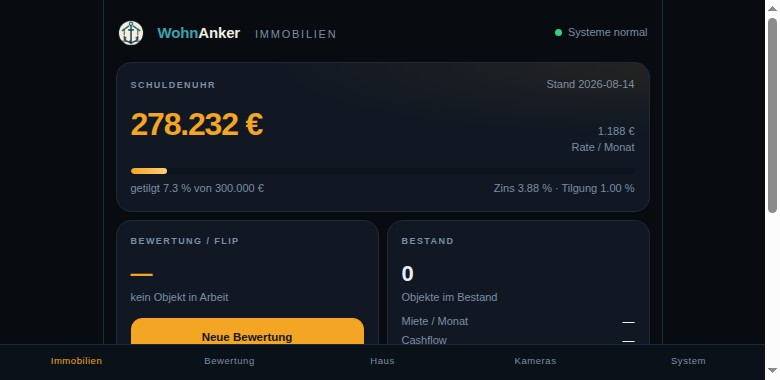 WohnAnker IMMOBILIEN
Systeme normal
SCHULDENUHR
Stand 2026-08-14
278.232 €
1.188 €
Rate / Monat
getilgt 7.3 % von 300.000 €
Zins 3.88 % · Tilgung 1.00 %
BEWERTUNG / FLIP
—
kein Objekt in Arbeit
Neue Bewertung
BESTAND
0
Objekte im Bestand
Miete / Monat —
Cashflow —
Immobilien Bewertung Haus Kameras System